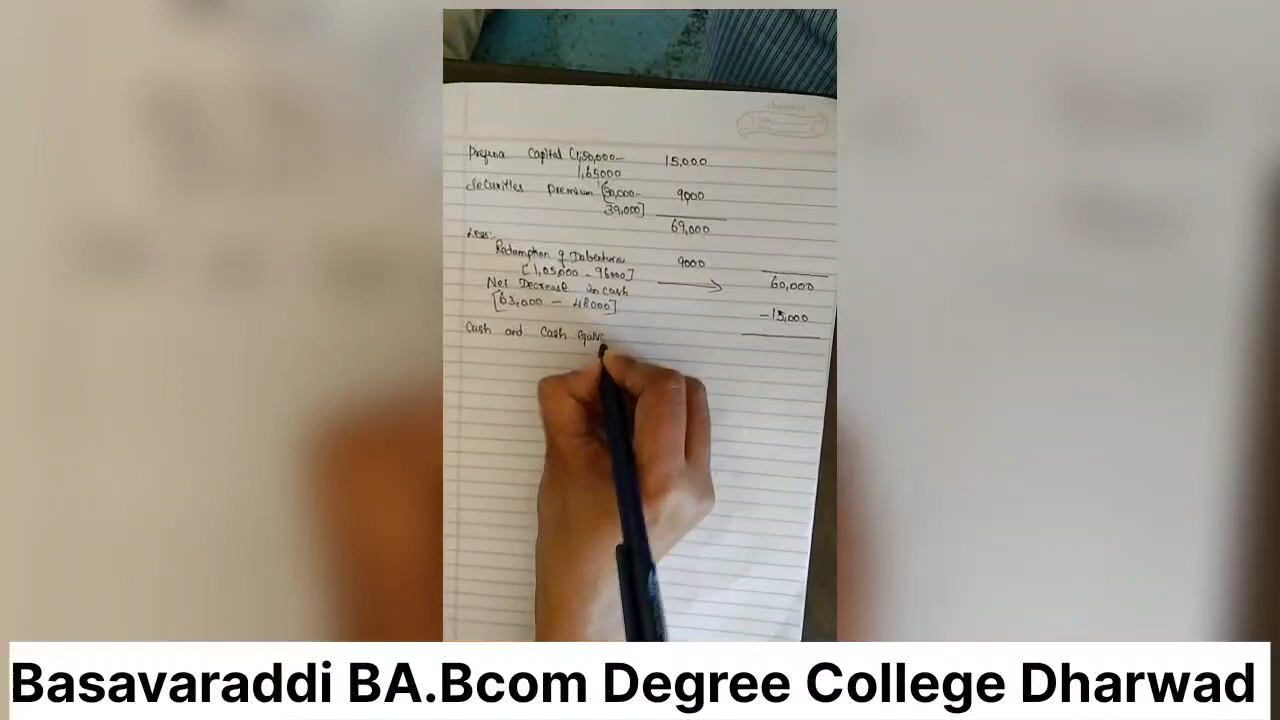 Prefrna Capital (1,50,000- 15,000
1,65000
Securities Premium [30,000- 9000
39,000]
69,000
Less:-
Redemption of Debentures 9000
[1,05,000 - 96000] 60,000
Net Decrease in cash
[63,000 - 48000] -15,000
Cash and Cash Equivi
Basavaraddi BA.Bcom Degree College Dharwad